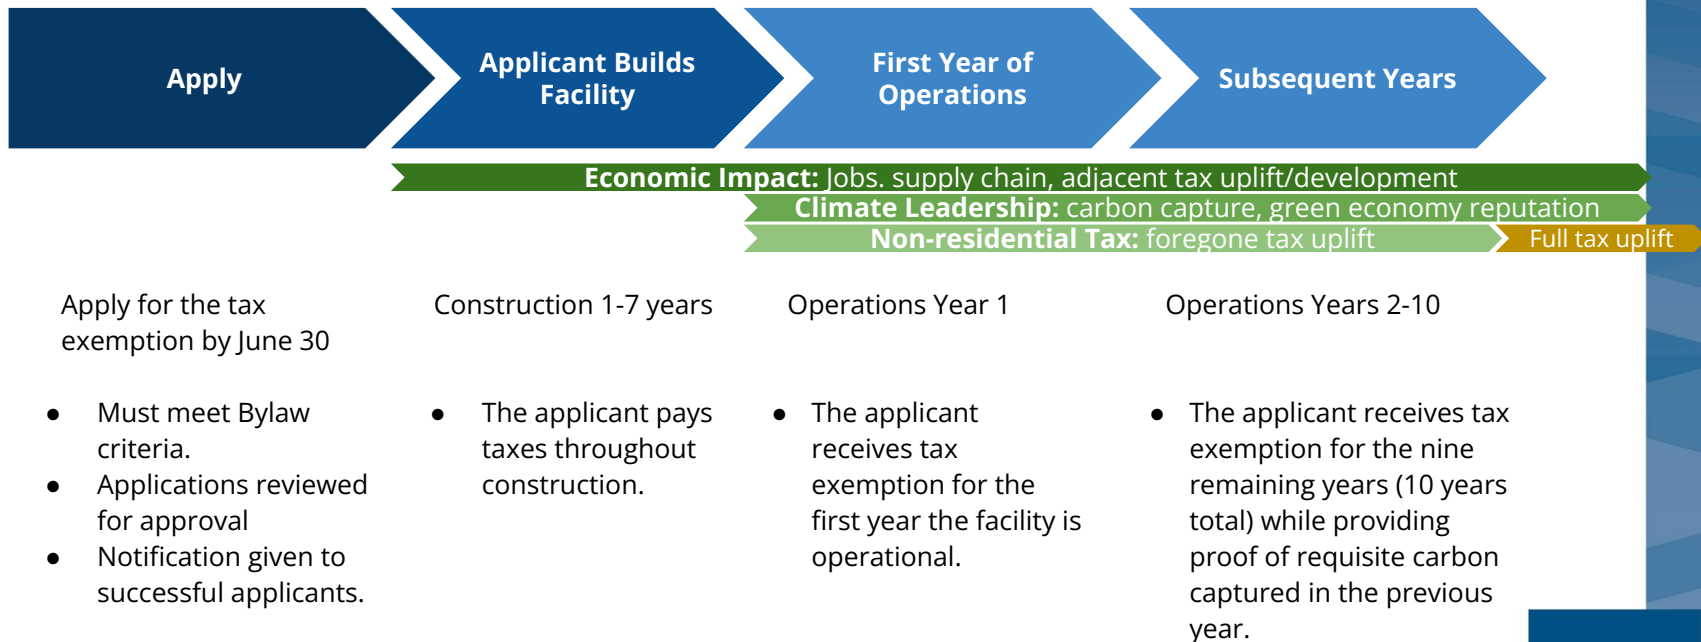 Apply
Applicant Builds
Facility
First Year of
Operations
Subsequent Years
Economic Impact: Jobs. supply chain, adjacent tax uplift/development
Climate Leadership: carbon capture, green economy reputation
Non-residential Tax: foregone tax uplift
Full tax uplift
Apply for the tax
exemption by June 30
● Must meet Bylaw
criteria.
● Applications reviewed
for approval
● Notification given to
successful applicants.
Construction 1-7 years
● The applicant pays
taxes throughout
construction.
Operations Year 1
● The applicant
receives tax
exemption for the
first year the facility is
operational.
Operations Years 2-10
● The applicant receives tax
exemption for the nine
remaining years (10 years
total) while providing
proof of requisite carbon
captured in the previous
year.